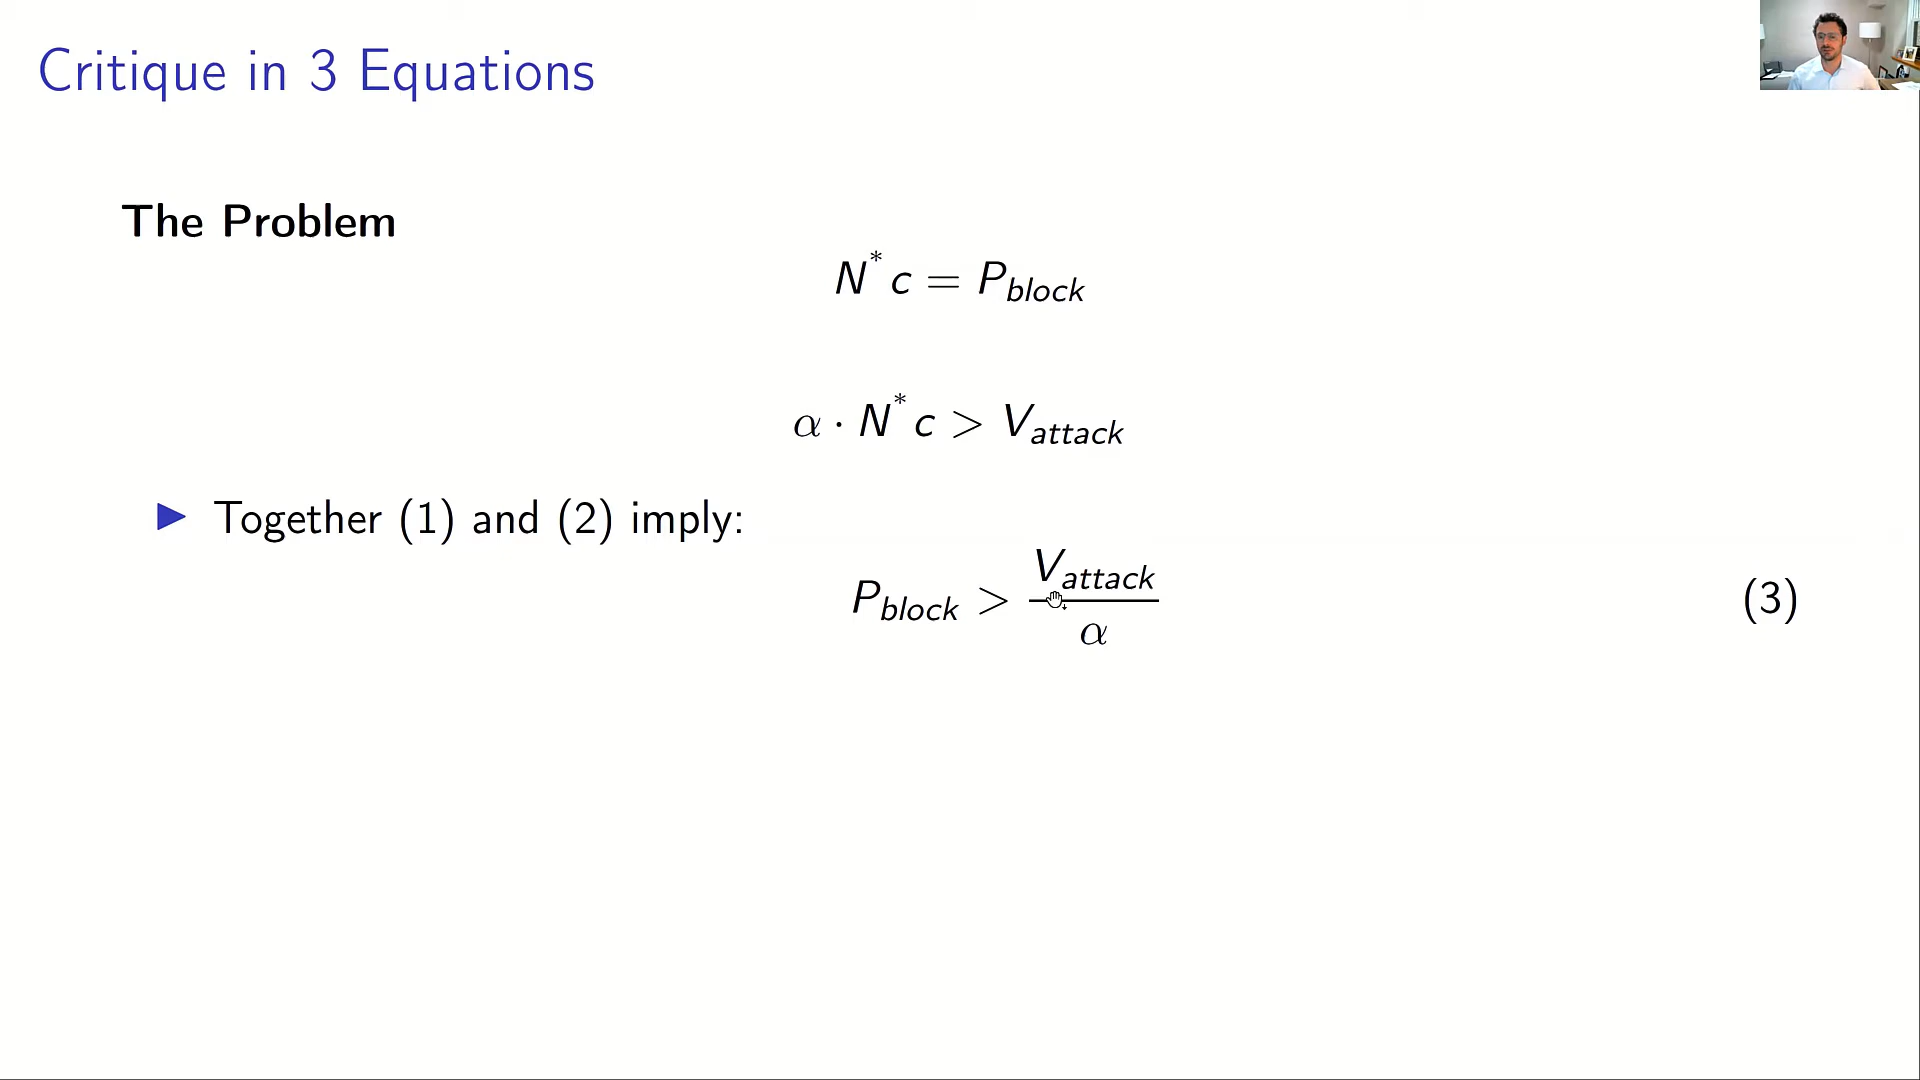 Critique in 3 Equations
The Problem
N* c = P_block
α · N* c > V_attack
▶ Together (1) and (2) imply:
P_block > V_attack / α (3)